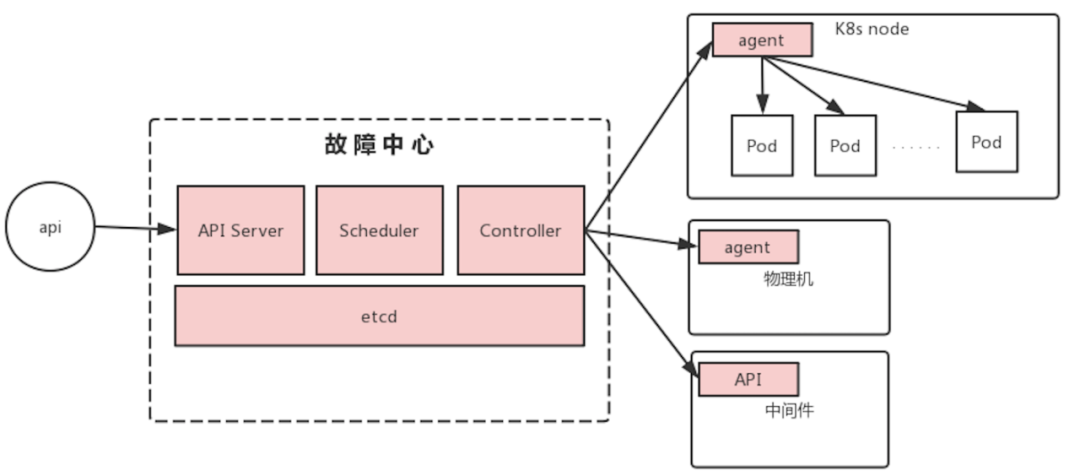 api
故障中心
API Server
Scheduler
Controller
etcd
agent
K8s node
Pod
Pod
......
Pod
agent
物理机
API
中间件